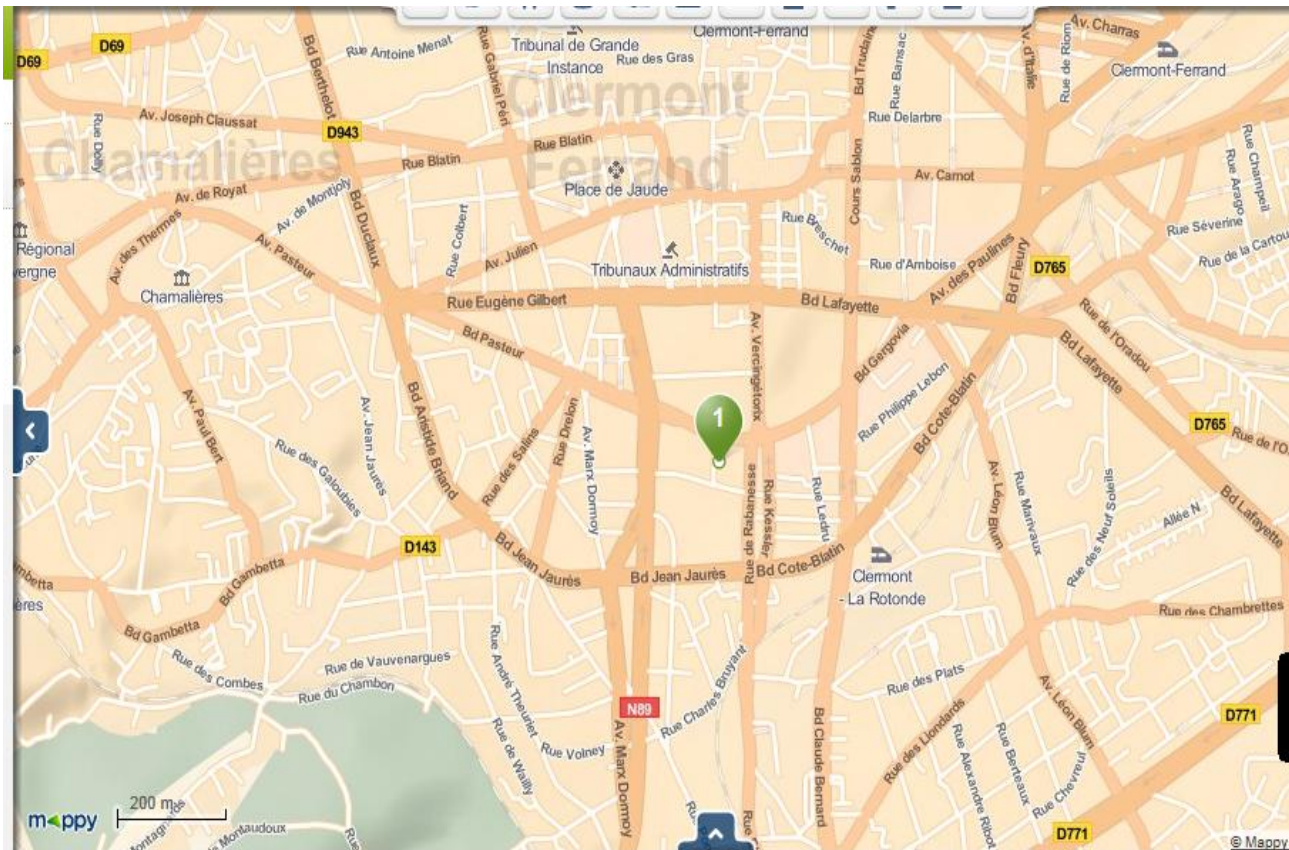 D69
D69
Bd Berthelot
Rue Antoine Menat
Rue Gabriel Péri
Tribunal de Grande
Instance
Rue des Gras
Clermont-Ferrand
Bd Trudaine
Rue Bansac
Av. d'Italie
Rue de Riom
Av. Charras
Clermont-Ferrand
Clermont
Ferrand
Chamalières
Rue Dolly
Av. Joseph Claussat
D943
Rue Blatin
Rue Blatin
Place de Jaude
Rue Delarbre
Cours Sablon
Av. Carnot
Rue Champeil
Rue Arago
Rue Séverine
Rue de la Cartou
Av. de Royat
Av. de Montjoly
Bd Duclaux
Rue Colbert
Av. Julien
Rue Breschet
Régional
vergne
Av. des Thermes
Av. Pasteur
Chamalières
Tribunaux Administratifs
Rue d'Amboise
Av. des Paulines
Bd Fleury
D765
Rue Eugène Gilbert
Bd Lafayette
Rue de l'Oradou
Bd Pasteur
Av. Vercingétorix
Bd Gergovia
Bd Lafayette
Av. Paul Bert
Av. Jean Jaurès
Rue des Galoubies
Bd Aristide Briand
Rue des Salins
Rue Drelon
Av. Marx Dormoy
1
Rue Philippe Lebon
Bd Cote-Blatin
D765
Rue de l'O
Rue de Rabanesse
Rue Kessler
Rue Ledru
Av. Léon Blum
Rue Marivaux
Rue des Neuf Soleils
Allée N
Bd Lafayette
D143
Bd Jean Jaurès
Bd Jean Jaurès
Bd Cote-Blatin
Clermont
- La Rotonde
mbetta
ères
Bd Gambetta
Bd Gambetta
Rue des Chambrettes
Rue des Combes
Rue de Vauvenargues
Rue du Chambon
Rue André Theuriet
Rue de Wailly
Rue Volney
N89
Rue Charles Bruyant
Av. Marx Dormoy
Bd Claude Bernard
Rue des Plats
Rue des Liondards
Rue Alexandre Ribot
Rue Berteaux
Rue Chevreul
Av. Léon Blum
D771
D771
mappy
200 m
Montagn
Montaudoux
© Mappy